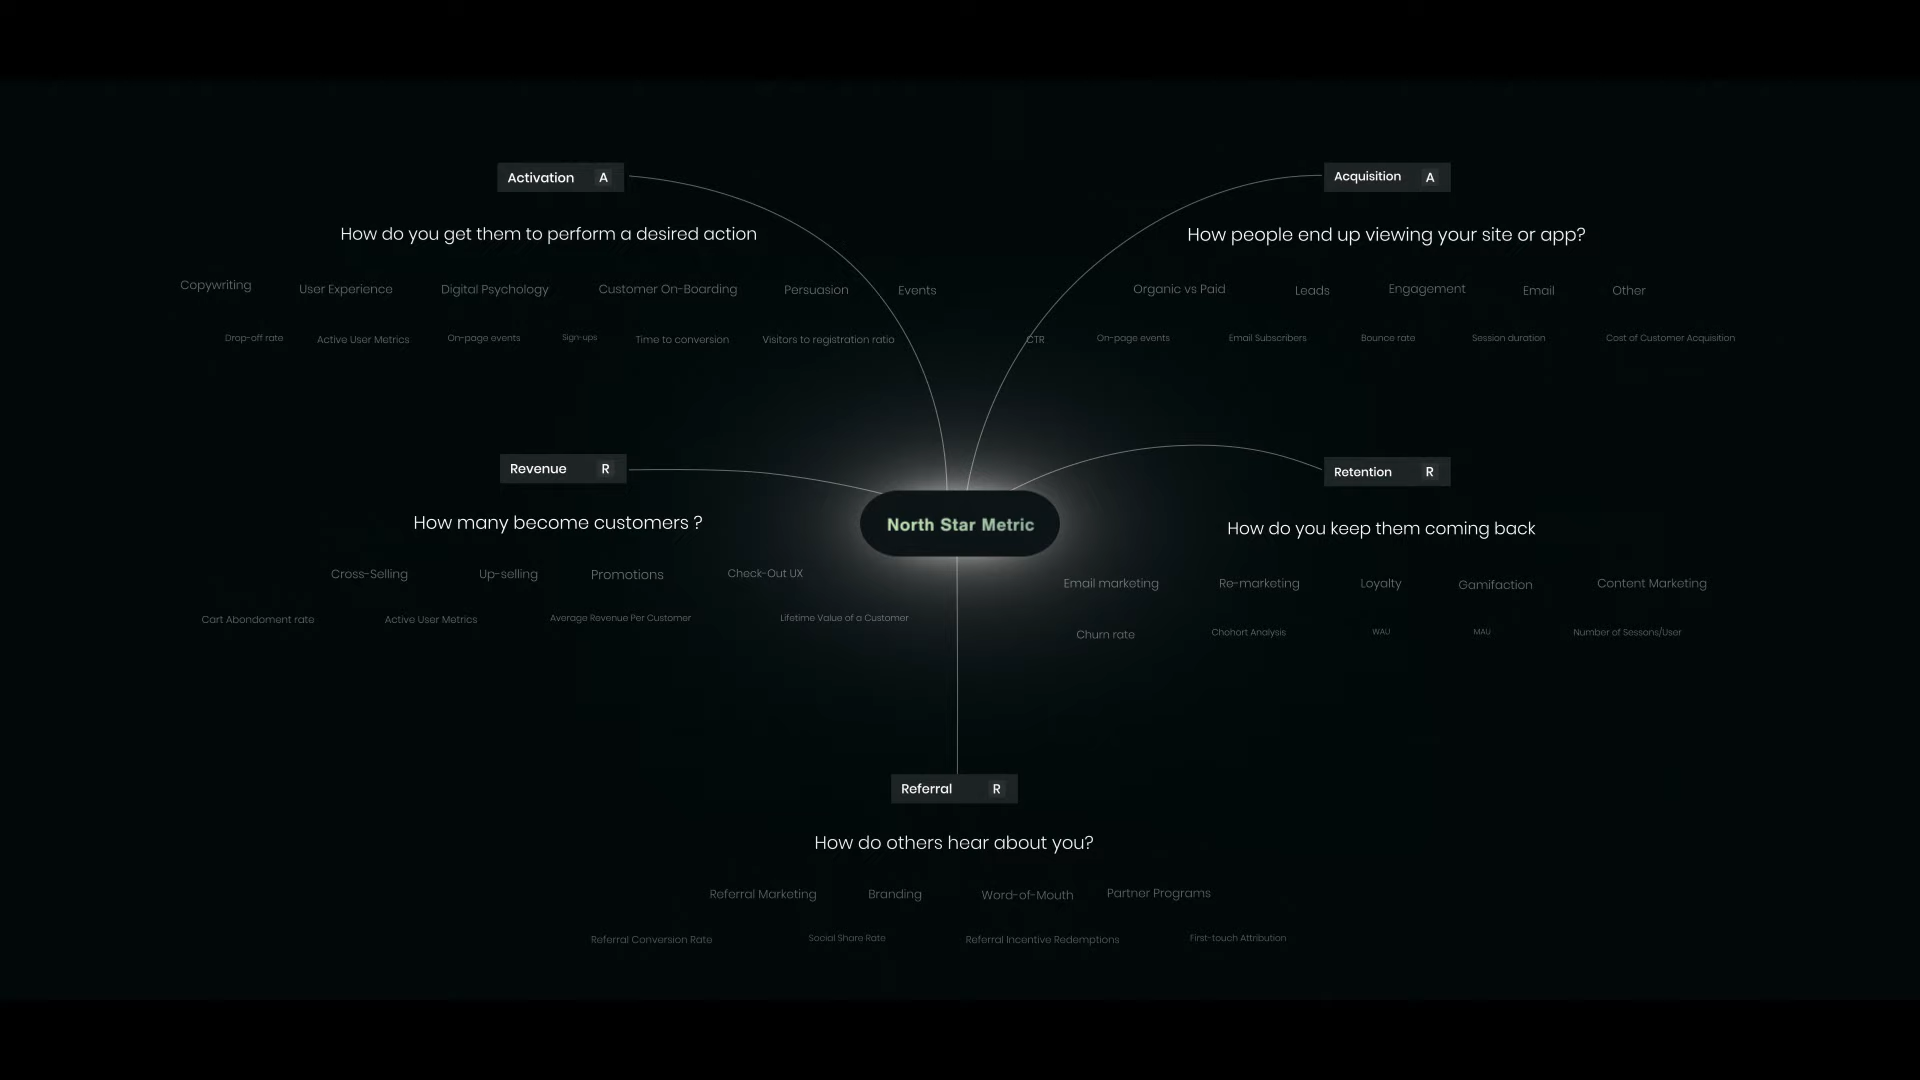 Activation A
How do you get them to perform a desired action
Copywriting User Experience Digital Psychology Customer On-Boarding Persuasion Events
Drop-off rate Active User Metrics On-page events Sign-ups Time to conversion Visitors to registration ratio
Acquisition A
How people end up viewing your site or app?
Organic vs Paid Leads Engagement Email Other
CTR On-page events Email Subscribers Bounce rate Session duration Cost of Customer Acquisition
Revenue R
How many become customers ?
Cross-Selling Up-selling Promotions Check-Out UX
Cart Abondoment rate Active User Metrics Average Revenue Per Customer Lifetime Value of a Customer
North Star Metric
Retention R
How do you keep them coming back
Email marketing Re-marketing Loyalty Gamifaction Content Marketing
Churn rate Chohort Analysis WAU MAU Number of Sessons/User
Referral R
How do others hear about you?
Referral Marketing Branding Word-of-Mouth Partner Programs
Referral Conversion Rate Social Share Rate Referral Incentive Redemptions First-touch Attribution